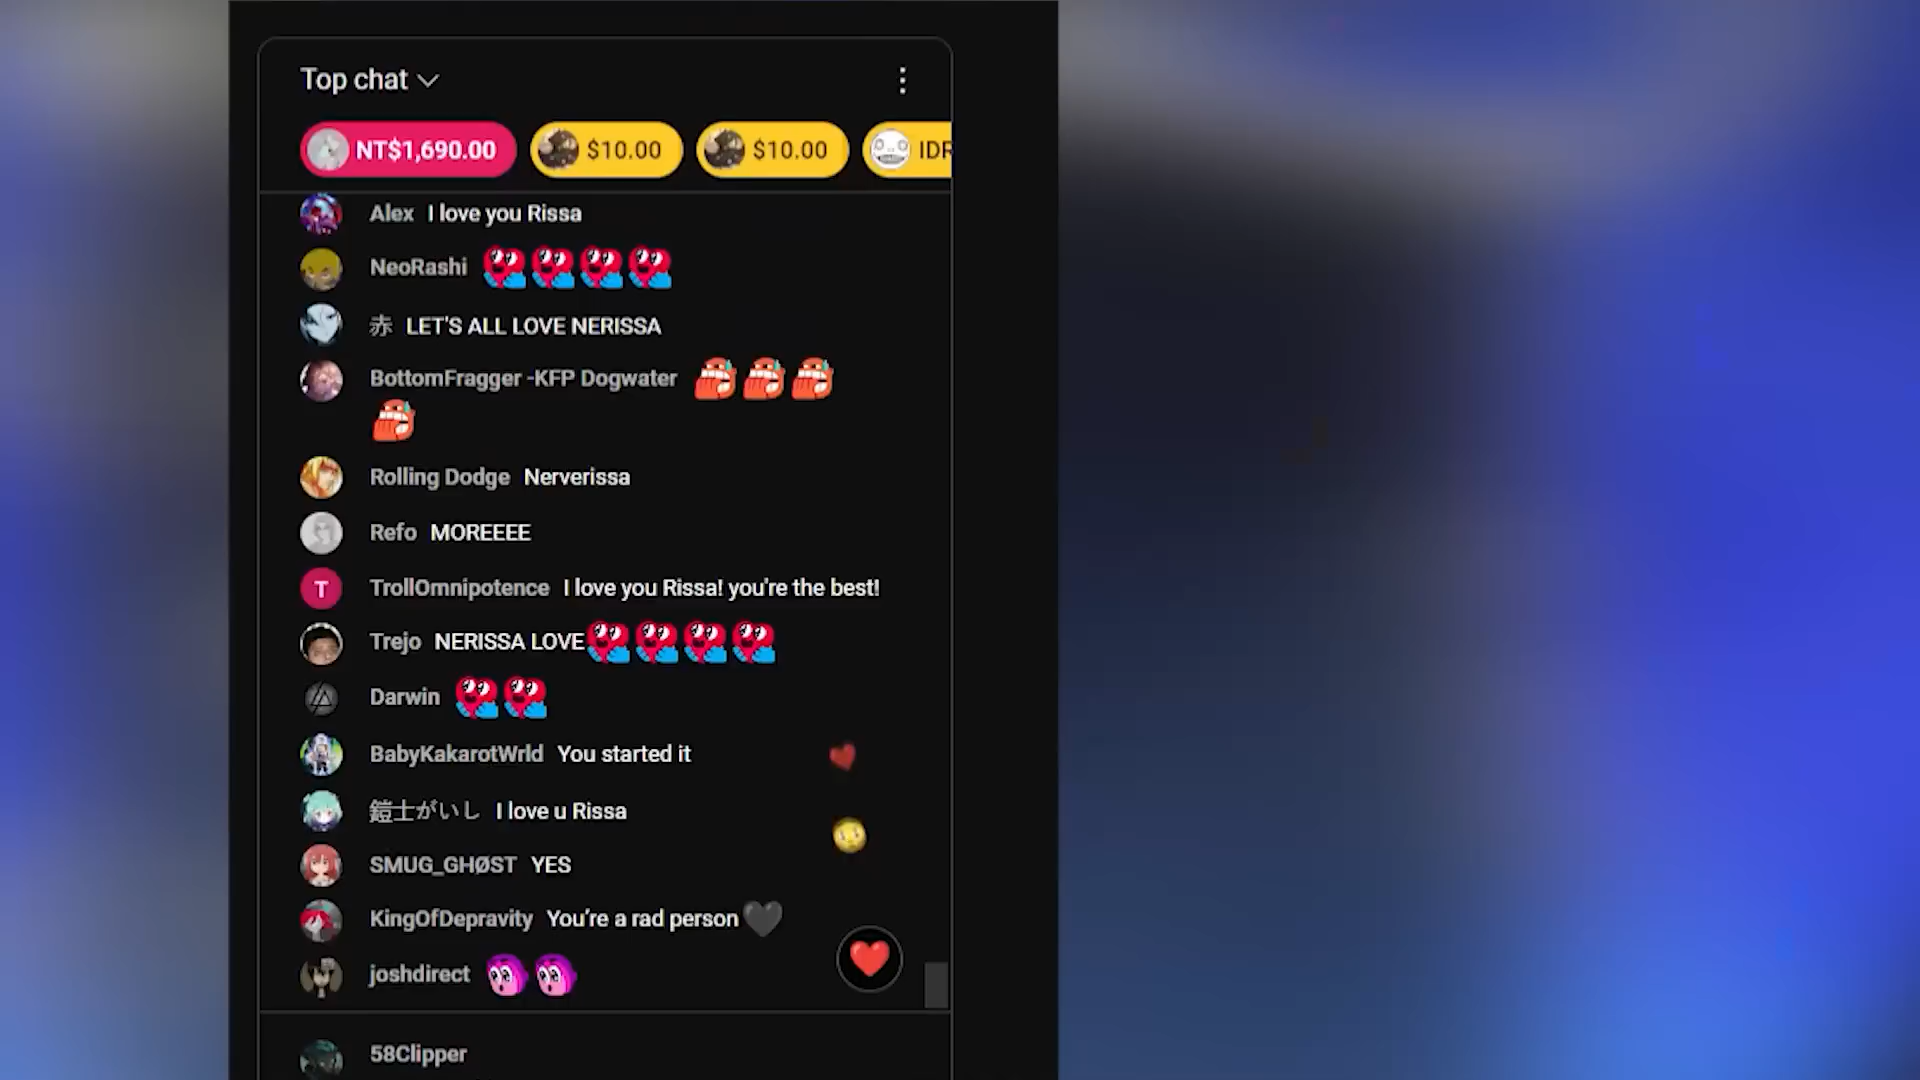 Top chat
NT$1,690.00 $10.00 $10.00 IDR
Alex I love you Rissa
NeoRashi
赤 LET'S ALL LOVE NERISSA
BottomFragger -KFP Dogwater
Rolling Dodge Nerverissa
Refo MOREEEE
T TrollOmnipotence I love you Rissa! you're the best!
Trejo NERISSA LOVE
Darwin
BabyKakarotWrld You started it
鎧士がいし I love u Rissa
SMUG_GHØST YES
KingOfDepravity You're a rad person
joshdirect
58Clipper